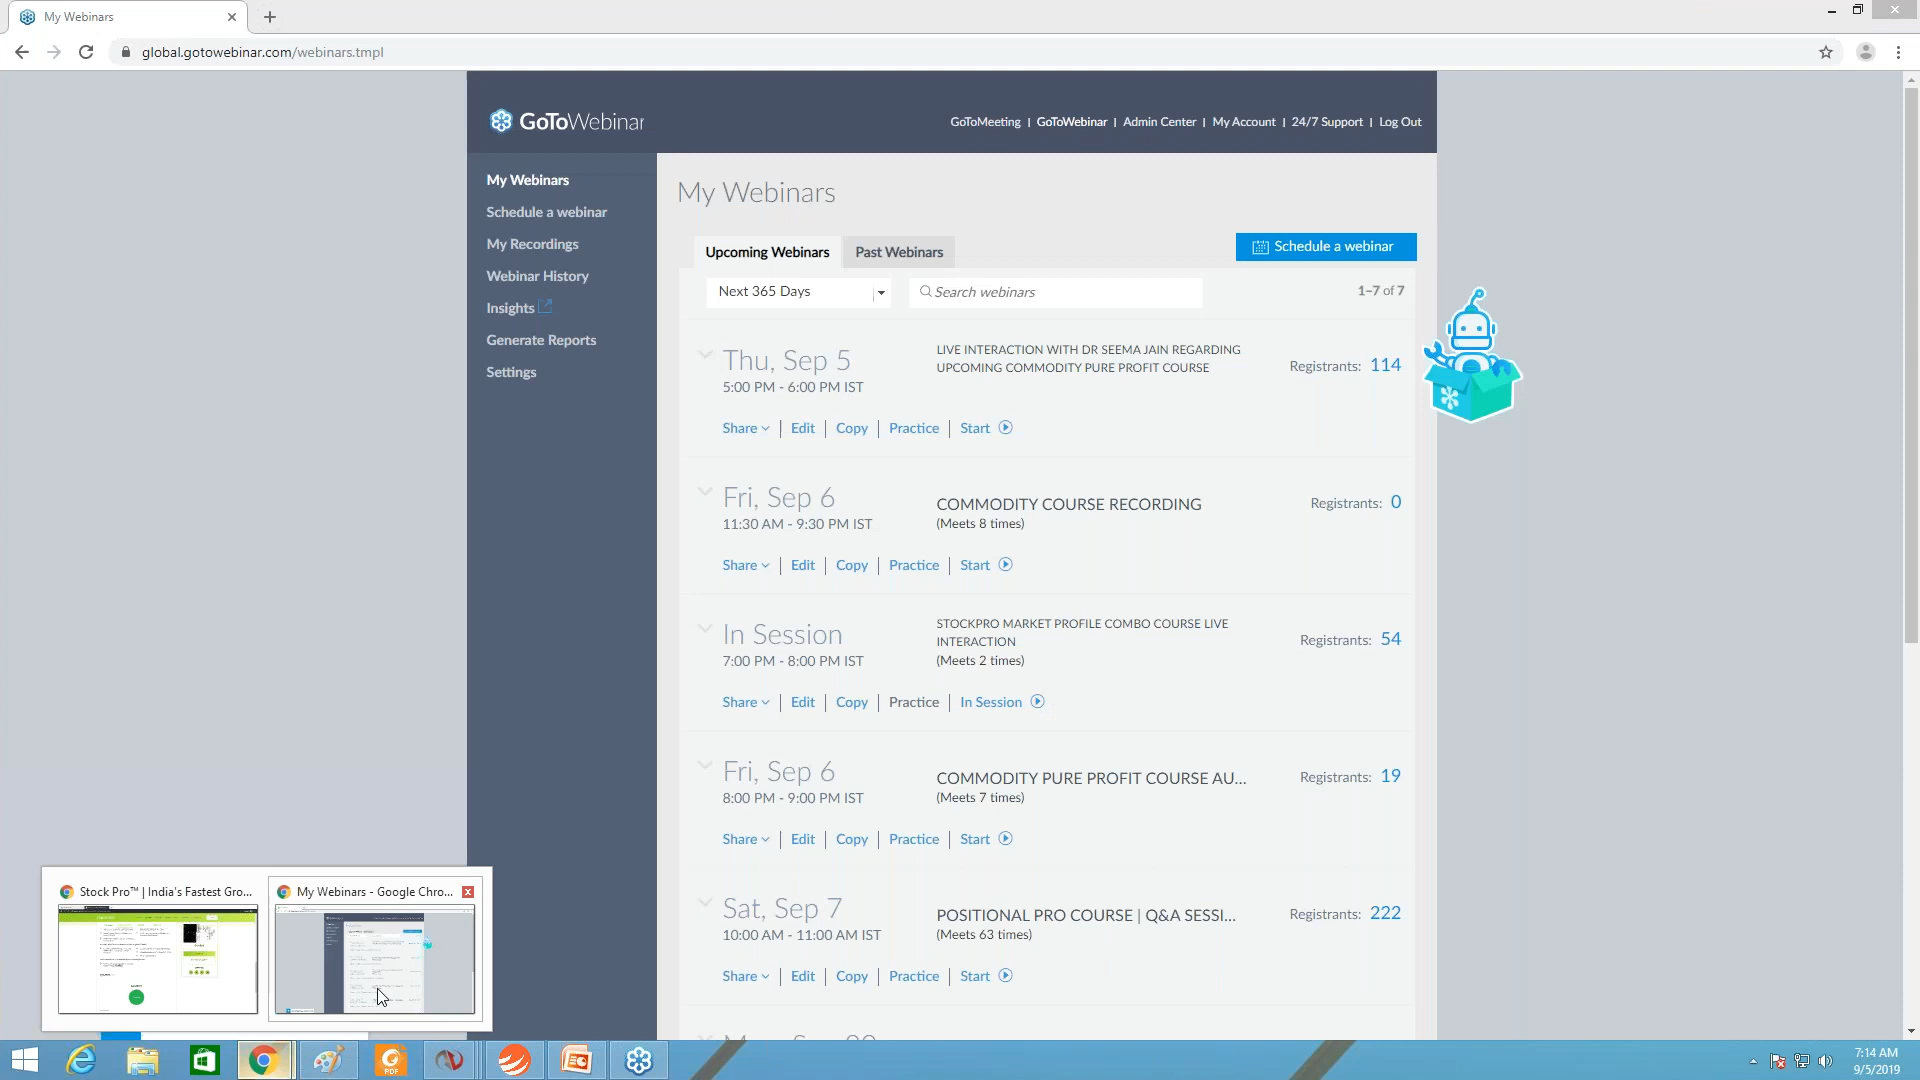 My Webinars
global.gotowebinar.com/webinars.tmpl
GoToWebinar
GoToMeeting | GoToWebinar | Admin Center | My Account | 24/7 Support | Log Out
My Webinars
Schedule a webinar
My Recordings
Webinar History
Insights
Generate Reports
Settings
My Webinars
Upcoming Webinars
Past Webinars
Schedule a webinar
Next 365 Days
Search webinars
1–7 of 7
Thu, Sep 5
5:00 PM - 6:00 PM IST
LIVE INTERACTION WITH DR SEEMA JAIN REGARDING
UPCOMING COMMODITY PURE PROFIT COURSE
Registrants: 114
Share | Edit | Copy | Practice | Start
Fri, Sep 6
11:30 AM - 9:30 PM IST
COMMODITY COURSE RECORDING
(Meets 8 times)
Registrants: 0
Share | Edit | Copy | Practice | Start
In Session
7:00 PM - 8:00 PM IST
STOCKPRO MARKET PROFILE COMBO COURSE LIVE
INTERACTION
(Meets 2 times)
Registrants: 54
Share | Edit | Copy | Practice | In Session
Fri, Sep 6
8:00 PM - 9:00 PM IST
COMMODITY PURE PROFIT COURSE AU...
(Meets 7 times)
Registrants: 19
Share | Edit | Copy | Practice | Start
Sat, Sep 7
10:00 AM - 11:00 AM IST
POSITIONAL PRO COURSE | Q&A SESSI...
(Meets 63 times)
Registrants: 222
Share | Edit | Copy | Practice | Start
Stock Pro™ | India's Fastest Gro...
My Webinars - Google Chro...
PDF
7:14 AM
9/5/2019